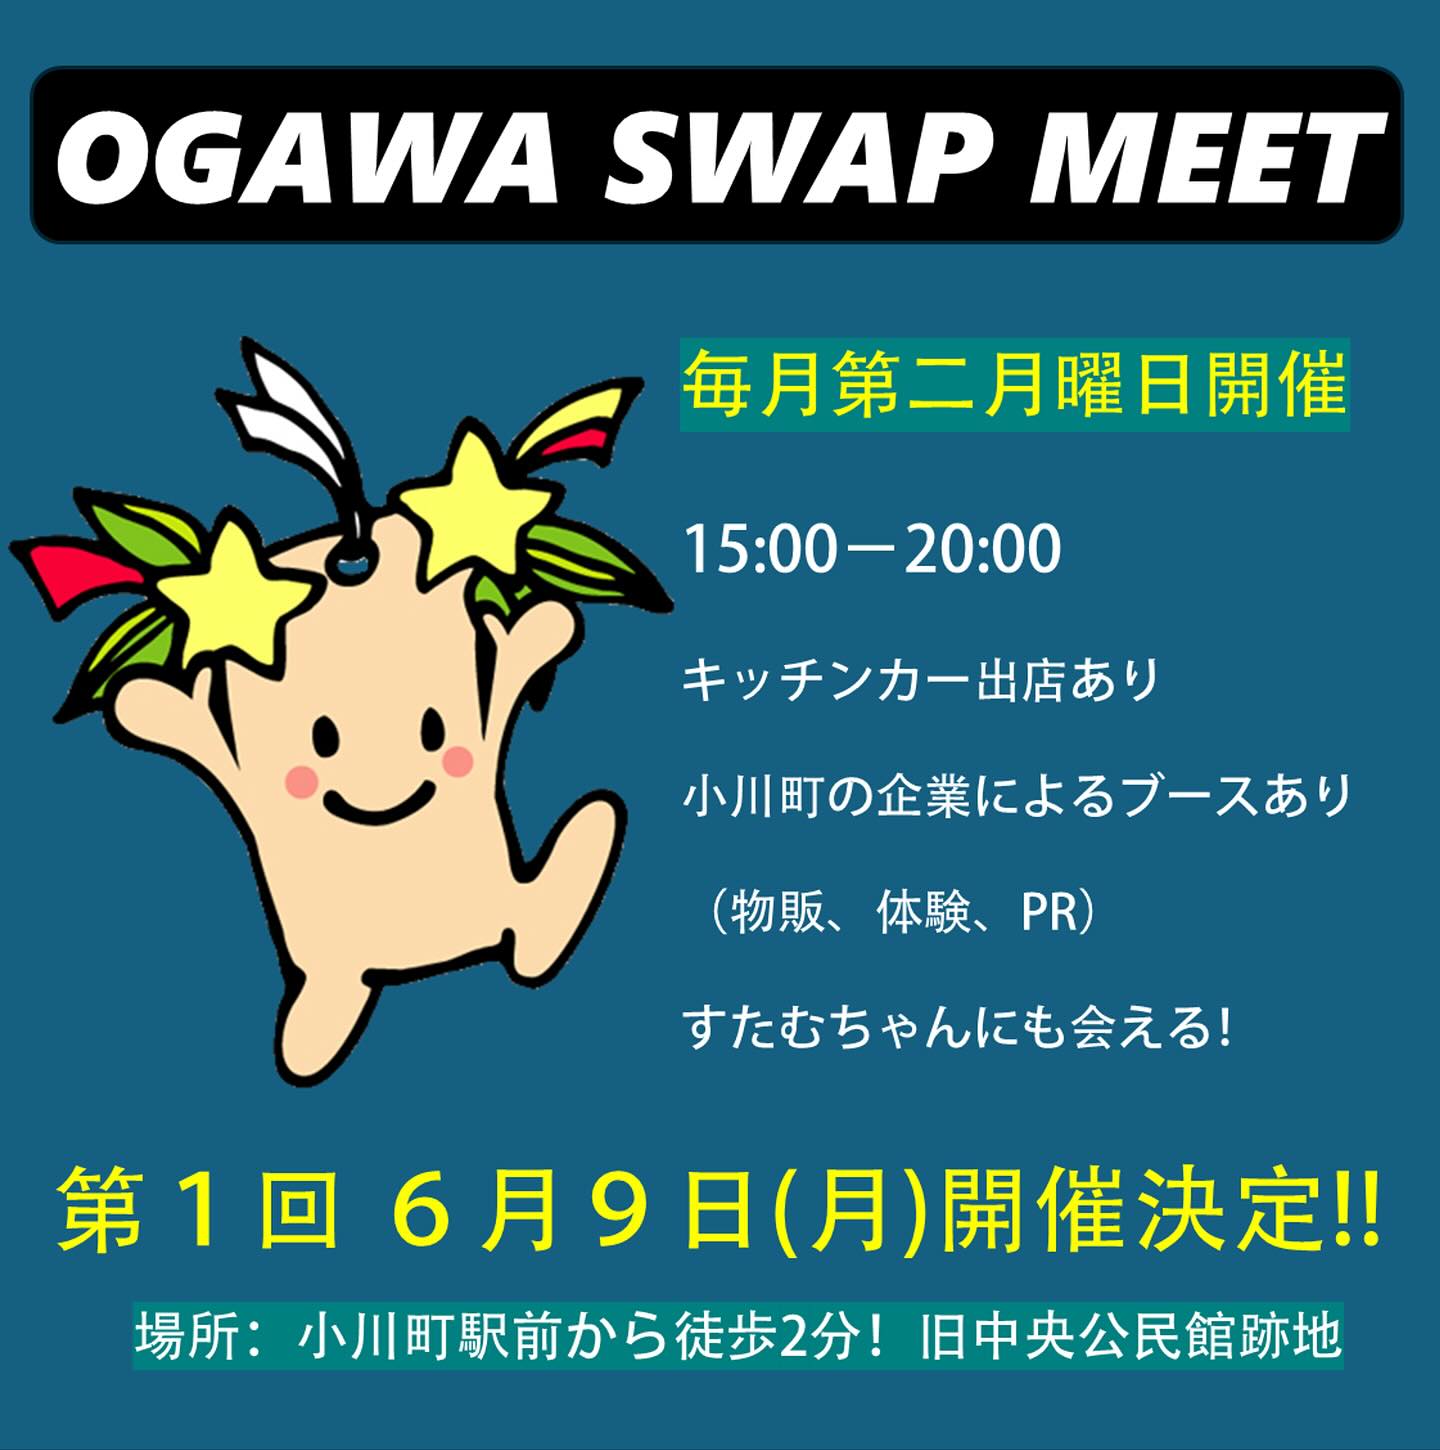 OGAWA SWAP MEET
毎月第二月曜日開催
15:00－20:00
キッチンカー出店あり
小川町の企業によるブースあり
（物販、体験、PR）
すたむちゃんにも会える！
第１回 ６月９日(月)開催決定!!
場所：小川町駅前から徒歩2分！旧中央公民館跡地